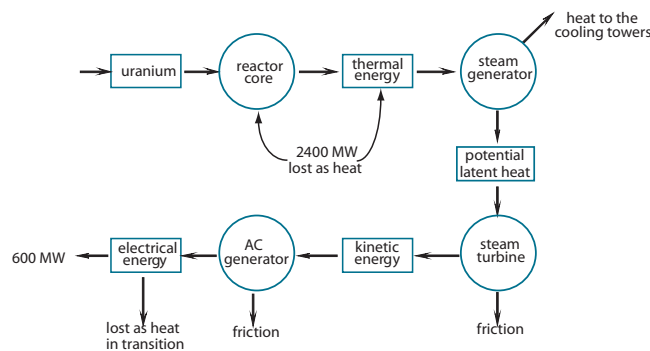 heat to the
cooling towers
uranium
reactor
core
thermal
energy
steam
generator
2400 MW
lost as heat
potential
latent heat
600 MW
electrical
energy
AC
generator
kinetic
energy
steam
turbine
lost as heat
in transition
friction
friction